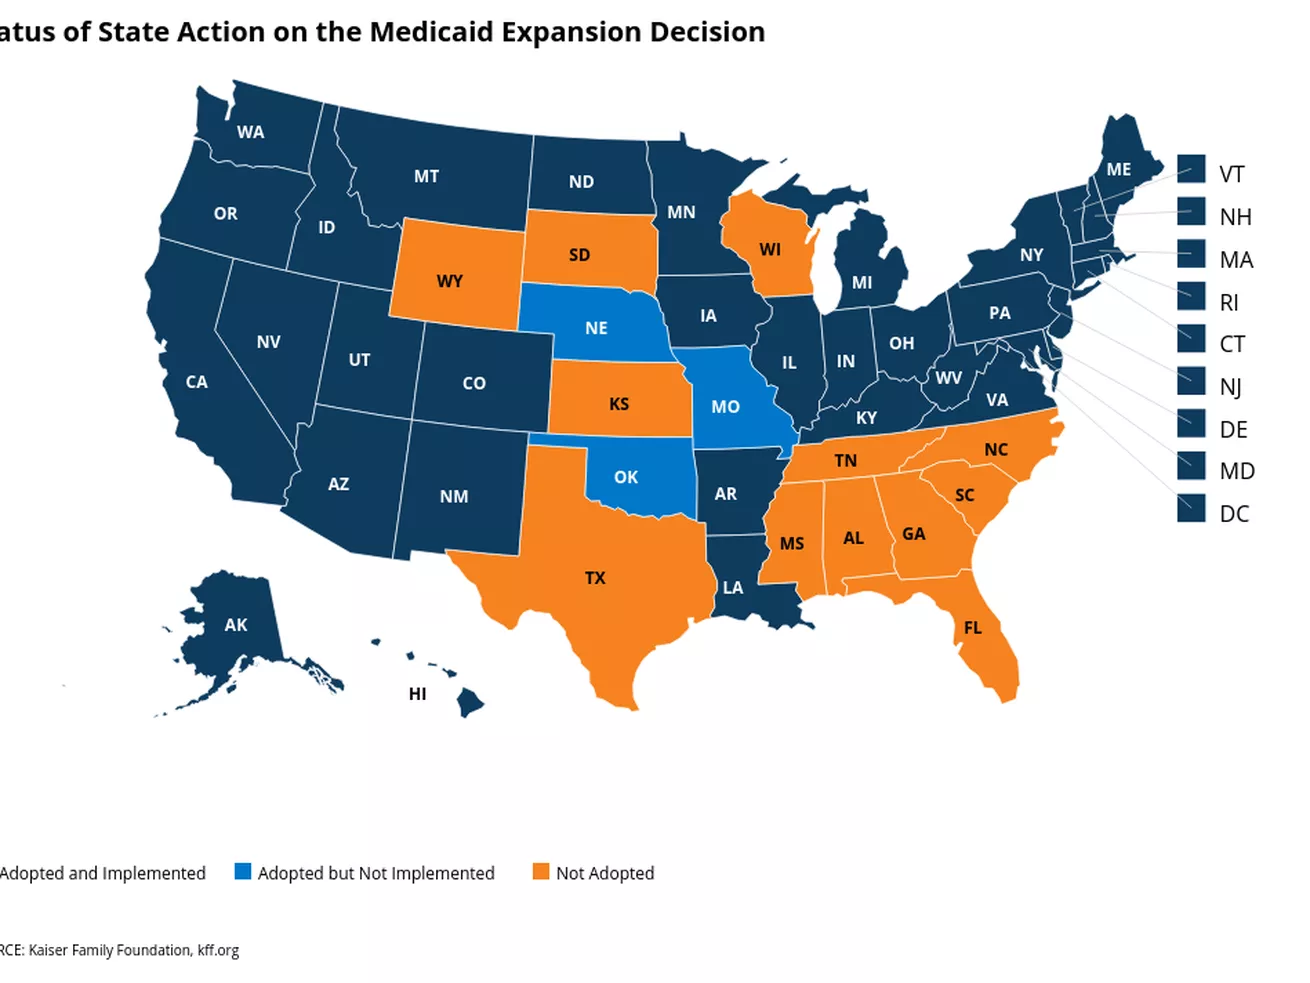 atus of State Action on the Medicaid Expansion Decision
WA
ME
VT
MT
ND
OR
MN
NH
ID
WI
SD
NY
MA
WY
MI
RI
IA
PA
NE
NV
OH
CT
UT
IL
IN
CO
WV
CA
NJ
VA
KS
MO
KY
DE
NC
TN
MD
OK
AZ
NM
AR
SC
DC
GA
AL
MS
TX
LA
AK
FL
HI
Adopted and Implemented
Adopted but Not Implemented
Not Adopted
RCE: Kaiser Family Foundation, kff.org